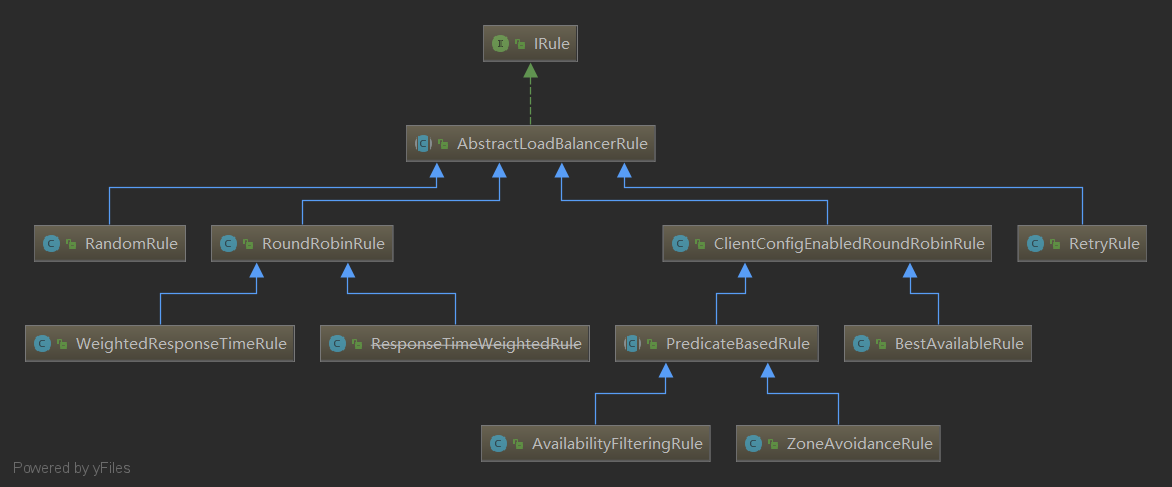 IRule
AbstractLoadBalancerRule
RandomRule
RoundRobinRule
ClientConfigEnabledRoundRobinRule
RetryRule
WeightedResponseTimeRule
ResponseTimeWeightedRule
PredicateBasedRule
BestAvailableRule
AvailabilityFilteringRule
ZoneAvoidanceRule
Powered by yFiles